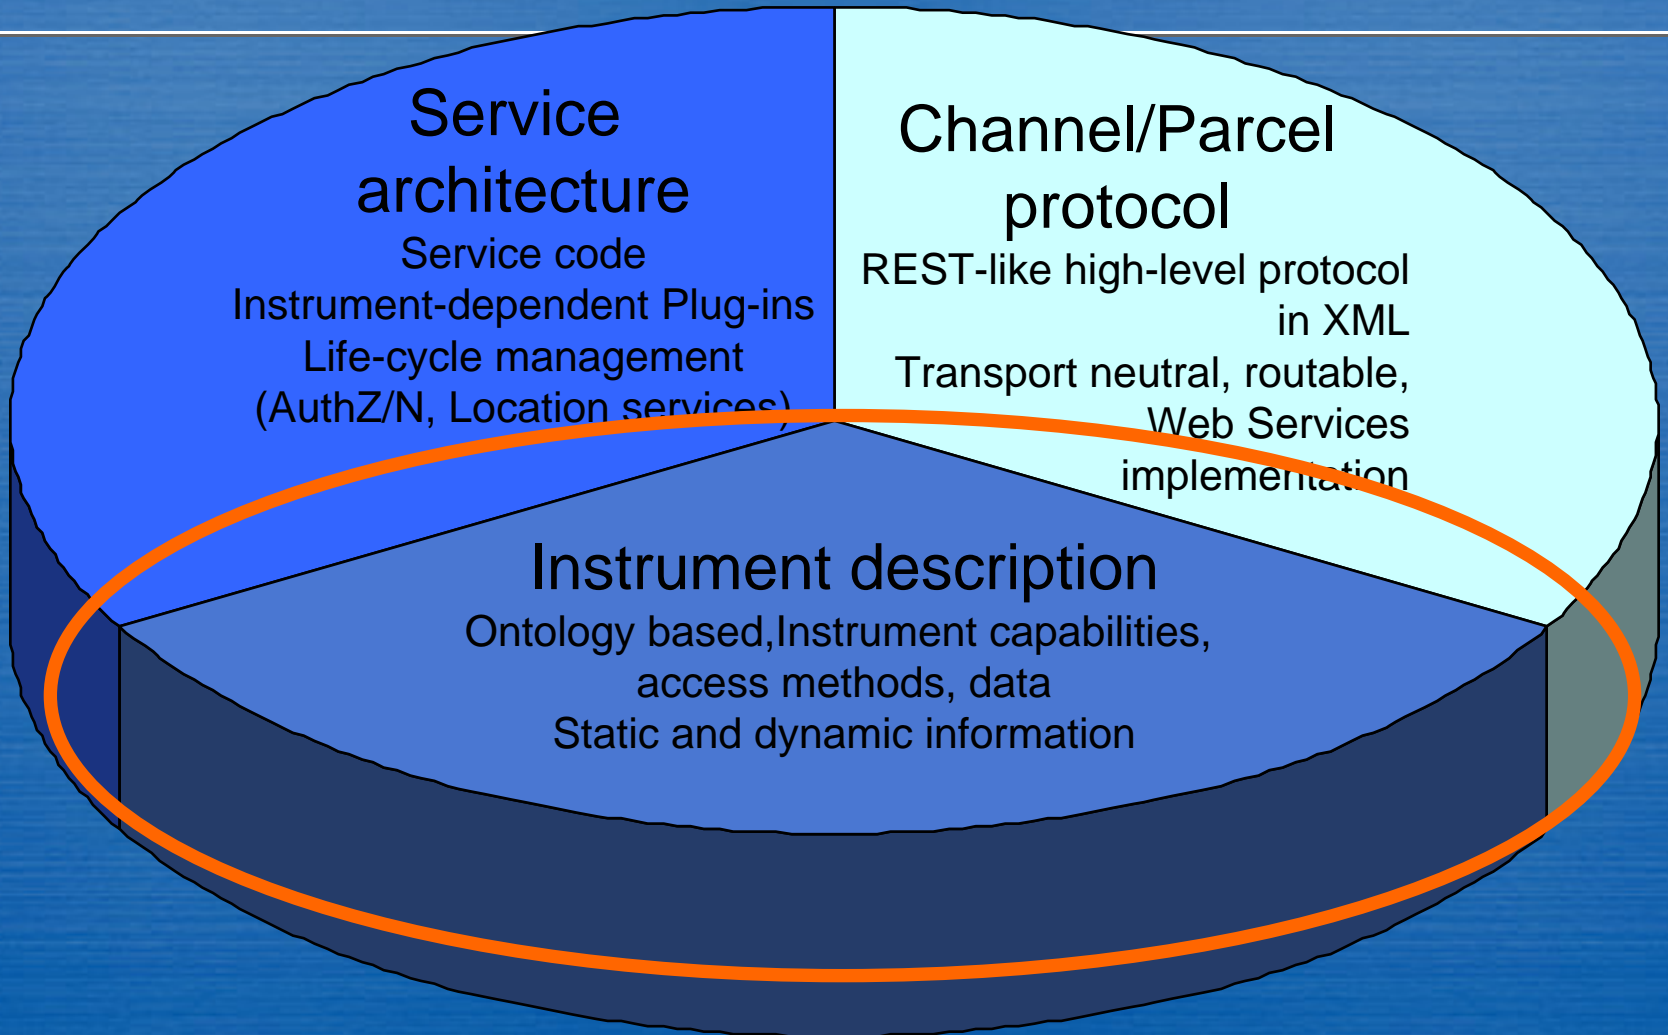 Service
architecture
Service code
Instrument-dependent Plug-ins
Life-cycle management
(AuthZ/N, Location services)
Channel/Parcel
protocol
REST-like high-level protocol
in XML
Transport neutral, routable,
Web Services
implementation
Instrument description
Ontology based,Instrument capabilities,
access methods, data
Static and dynamic information